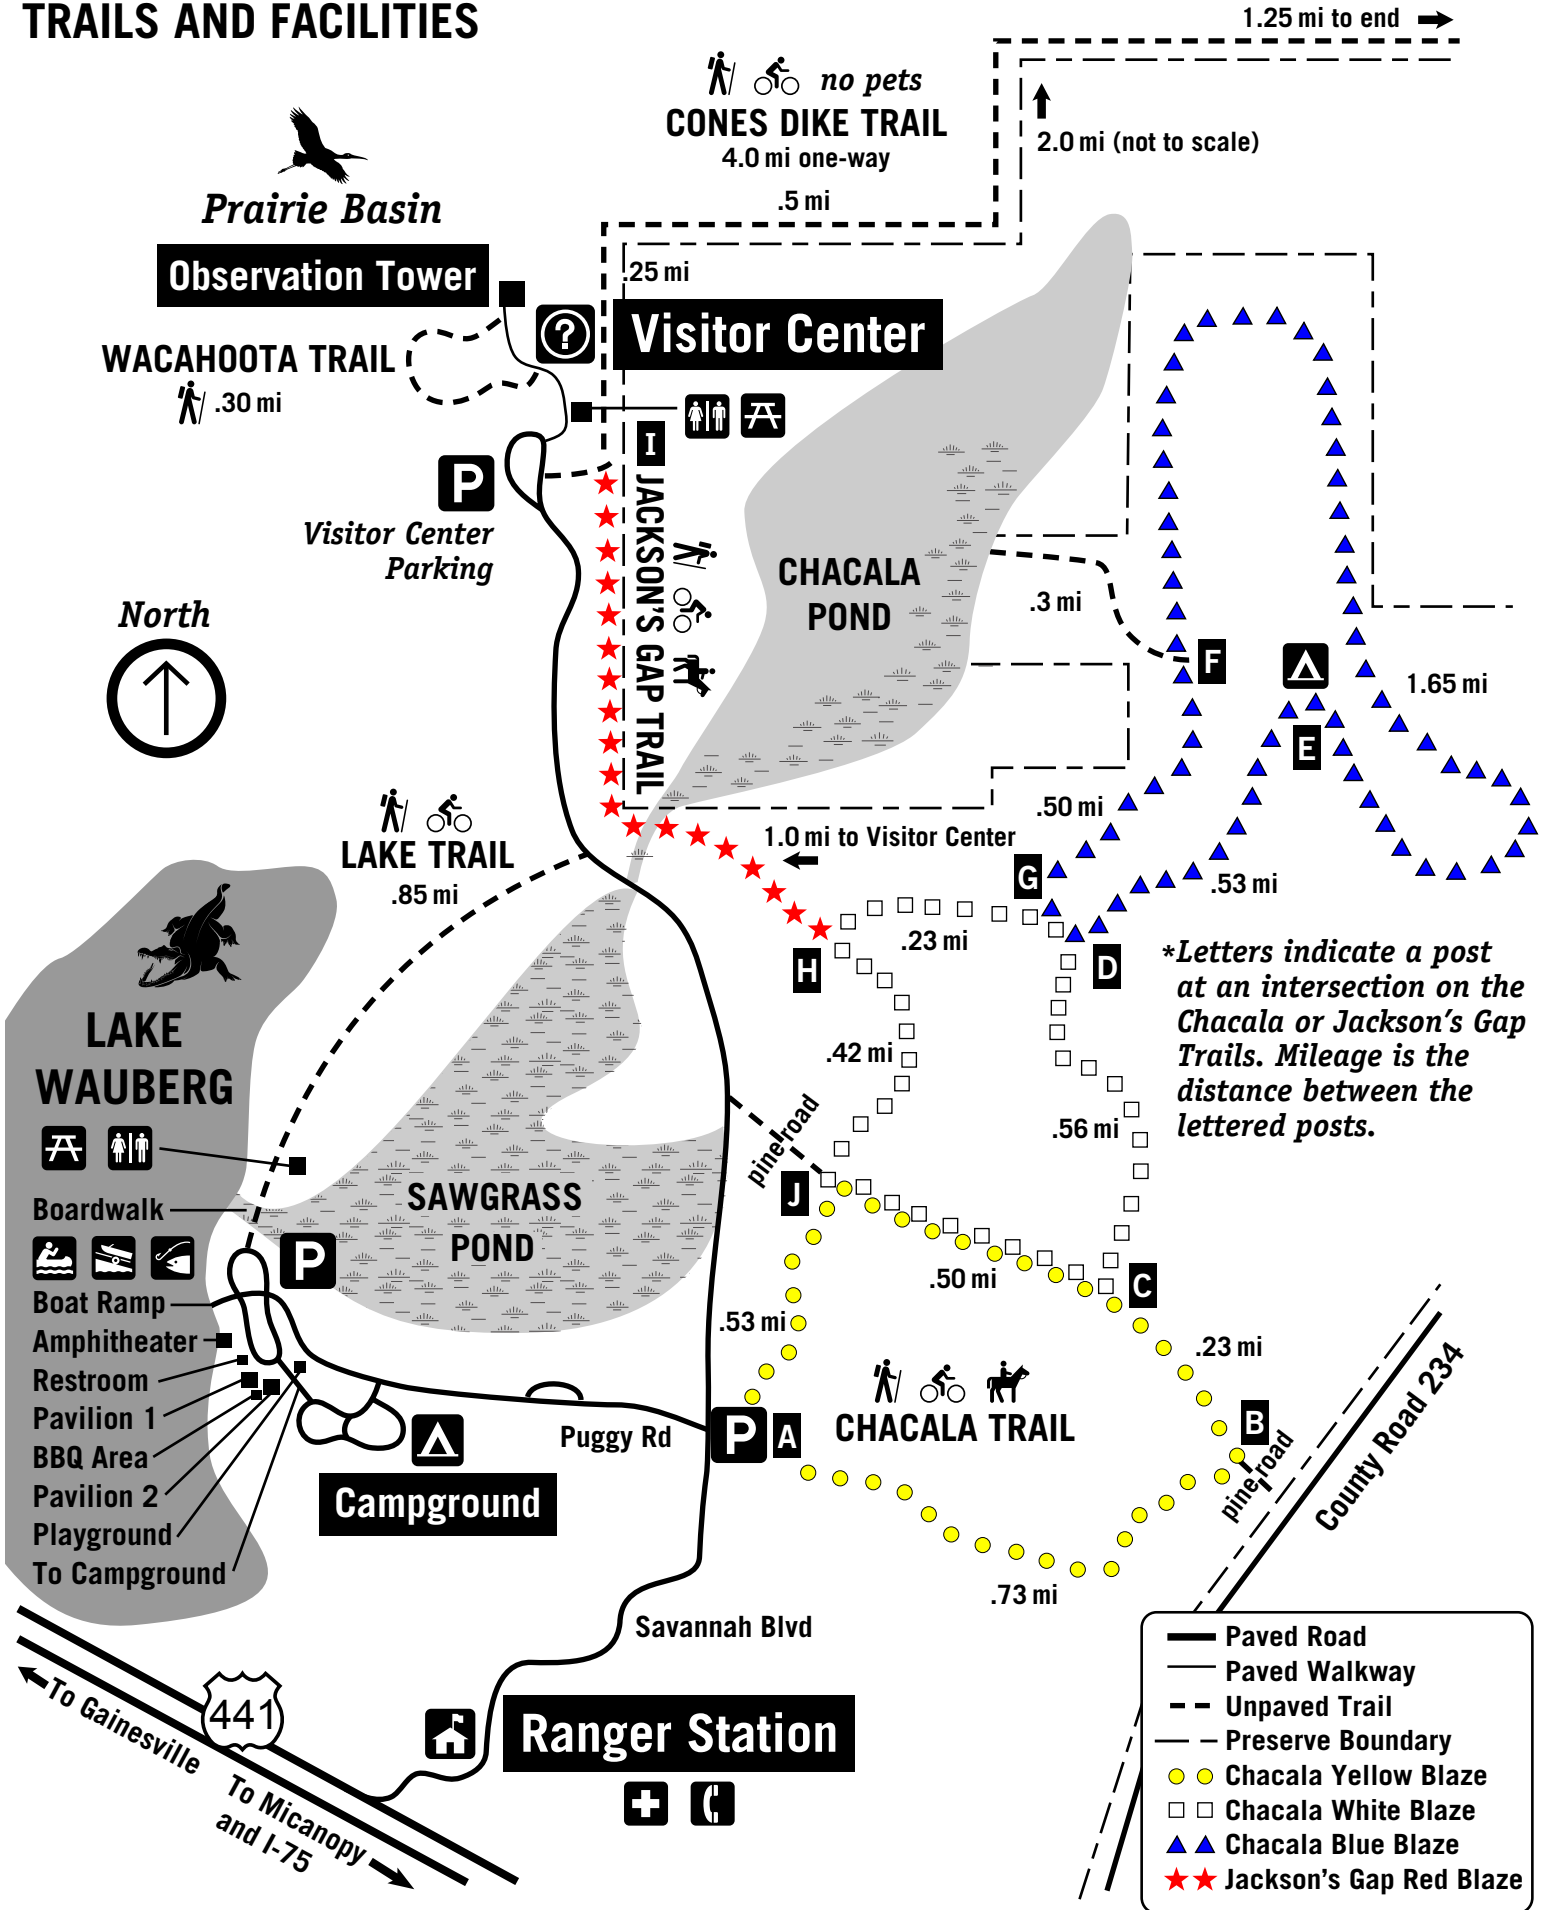 TRAILS AND FACILITIES
1.25 mi to end
no pets
CONES DIKE TRAIL
4.0 mi one-way
2.0 mi (not to scale)
.5 mi
Prairie Basin
Observation Tower
.25 mi
?
Visitor Center
WACAHOOTA TRAIL
.30 mi
I
P
JACKSON'S GAP TRAIL
Visitor Center
Parking
CHACALA
POND
.3 mi
North
F
1.65 mi
E
LAKE TRAIL
.85 mi
1.0 mi to Visitor Center
.50 mi
G
.53 mi
.23 mi
H
D
*Letters indicate a post
at an intersection on the
Chacala or Jackson's Gap
Trails. Mileage is the
distance between the
lettered posts.
LAKE
WAUBERG
.42 mi
.56 mi
pine road
J
SAWGRASS
POND
Boardwalk
P
Boat Ramp
Amphitheater
Restroom
Pavilion 1
BBQ Area
Pavilion 2
Playground
To Campground
.50 mi
C
.53 mi
.23 mi
CHACALA TRAIL
Puggy Rd
P
A
B
pine road
County Road 234
Campground
.73 mi
Savannah Blvd
To Gainesville
441
To Micanopy
and I-75
Ranger Station
Paved Road
Paved Walkway
Unpaved Trail
Preserve Boundary
Chacala Yellow Blaze
Chacala White Blaze
Chacala Blue Blaze
Jackson's Gap Red Blaze